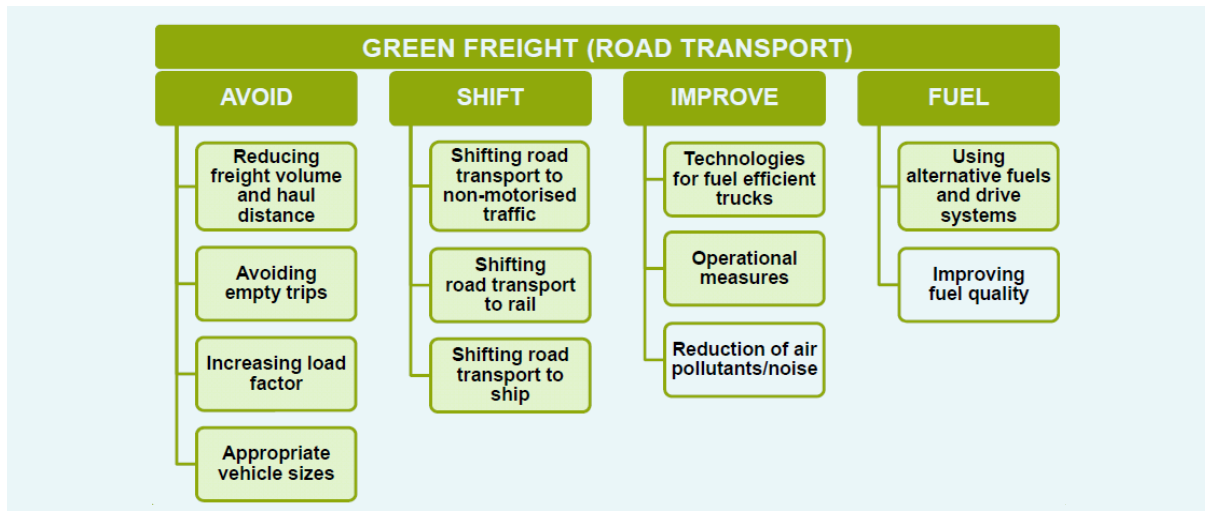 GREEN FREIGHT (ROAD TRANSPORT)
AVOID
Reducing
freight volume
and haul
distance
Avoiding
empty trips
Increasing load
factor
Appropriate
vehicle sizes
SHIFT
Shifting road
transport to
non-motorised
traffic
Shifting
road transport
to rail
Shifting road
transport to
ship
IMPROVE
Technologies
for fuel efficient
trucks
Operational
measures
Reduction of air
pollutants/noise
FUEL
Using
alternative fuels
and drive
systems
Improving
fuel quality